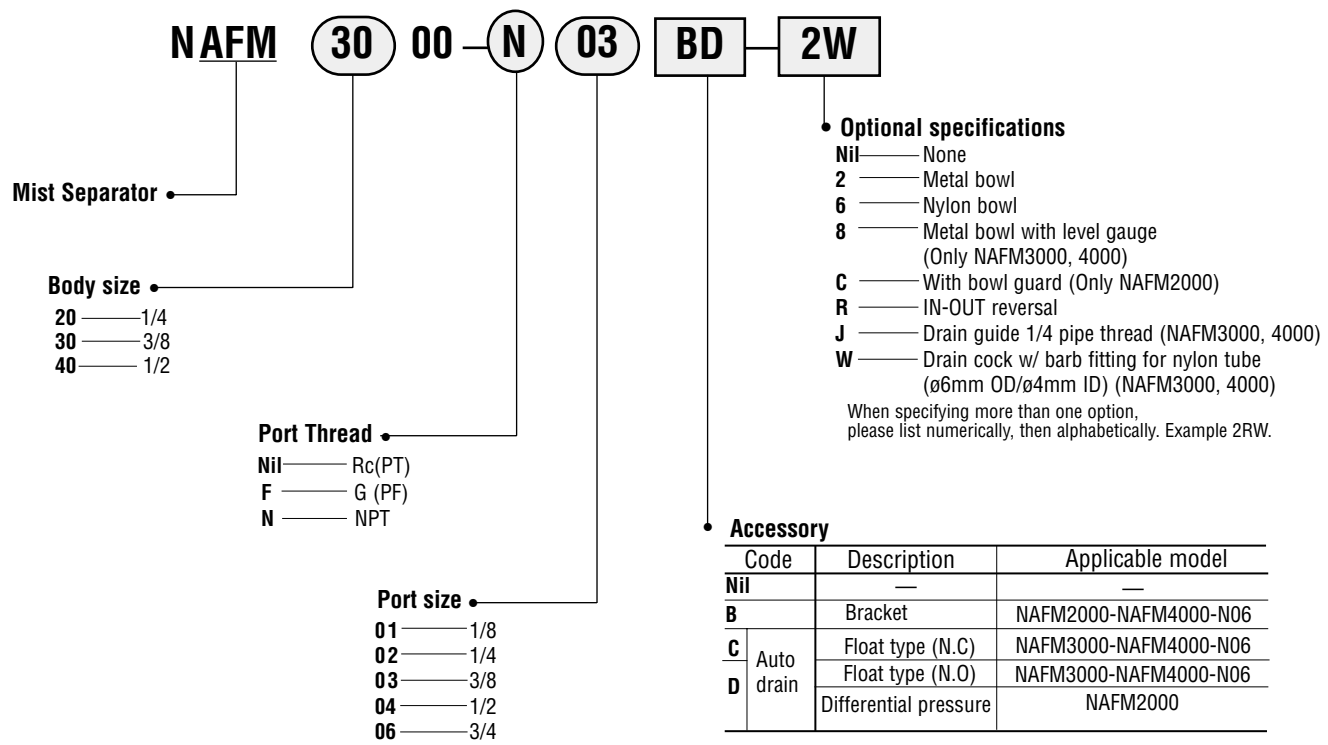 NAFM 30 00 – N 03 BD – 2W
Mist Separator
Body size
20 1/4
30 3/8
40 1/2
Port Thread
Nil Rc(PT)
F G (PF)
N NPT
Port size
01 1/8
02 1/4
03 3/8
04 1/2
06 3/4
Optional specifications
Nil None
2 Metal bowl
6 Nylon bowl
8 Metal bowl with level gauge
(Only NAFM3000, 4000)
C With bowl guard (Only NAFM2000)
R IN-OUT reversal
J Drain guide 1/4 pipe thread (NAFM3000, 4000)
W Drain cock w/ barb fitting for nylon tube
(ø6mm OD/ø4mm ID) (NAFM3000, 4000)
When specifying more than one option,
please list numerically, then alphabetically. Example 2RW.
Accessory
Code Description Applicable model
Nil — —
B Bracket NAFM2000-NAFM4000-N06
C Auto drain Float type (N.C) NAFM3000-NAFM4000-N06
D Float type (N.O) NAFM3000-NAFM4000-N06
Differential pressure NAFM2000